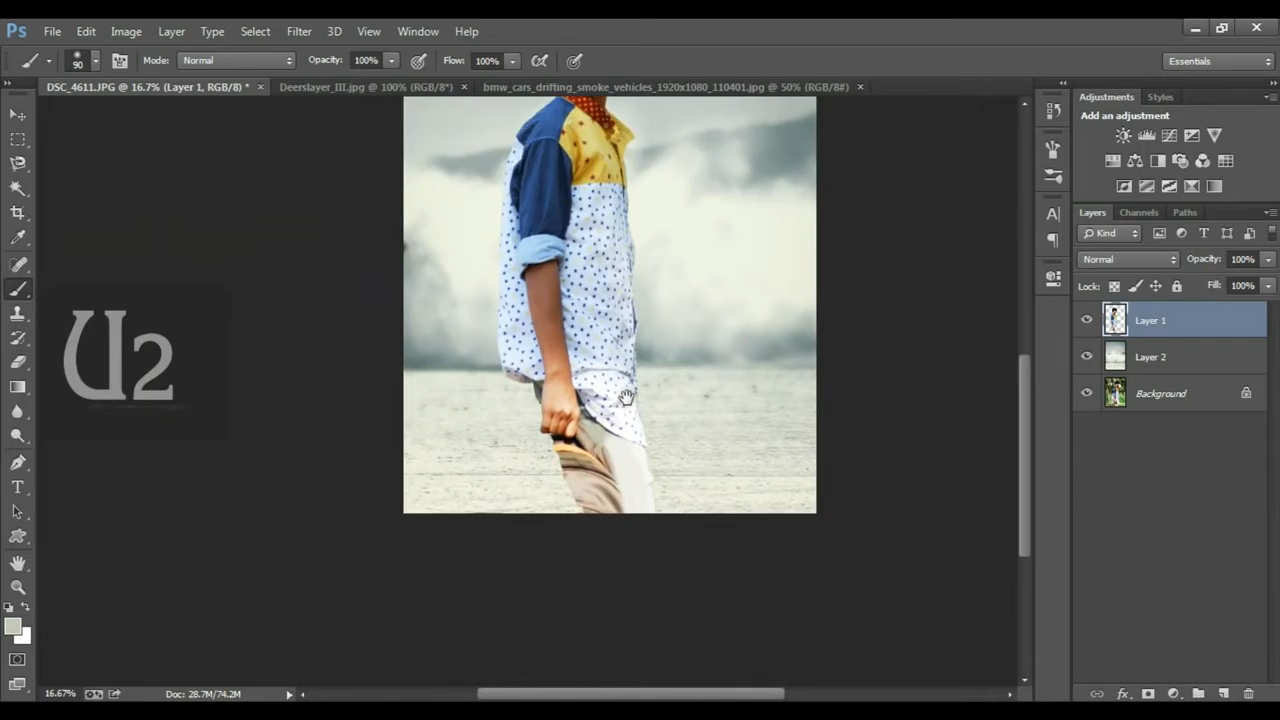 Ps File Edit Image Layer Type Select Filter 3D View Window Help
90 Mode: Normal Opacity: 100% Flow: 100% Essentials
DSC_4611.JPG @ 16.7% (Layer 1, RGB/8) * × Deerslayer_III.jpg @ 100% (RGB/8*) × bmw_cars_drifting_smoke_vehicles_1920x1080_110401.jpg @ 50% (RGB/8#) ×
Adjustments Styles
Add an adjustment
Layers Channels Paths
Kind
Normal Opacity: 100%
Lock: Fill: 100%
Layer 1
Layer 2
Background
U2
16.67% Doc: 28.7M/74.2M